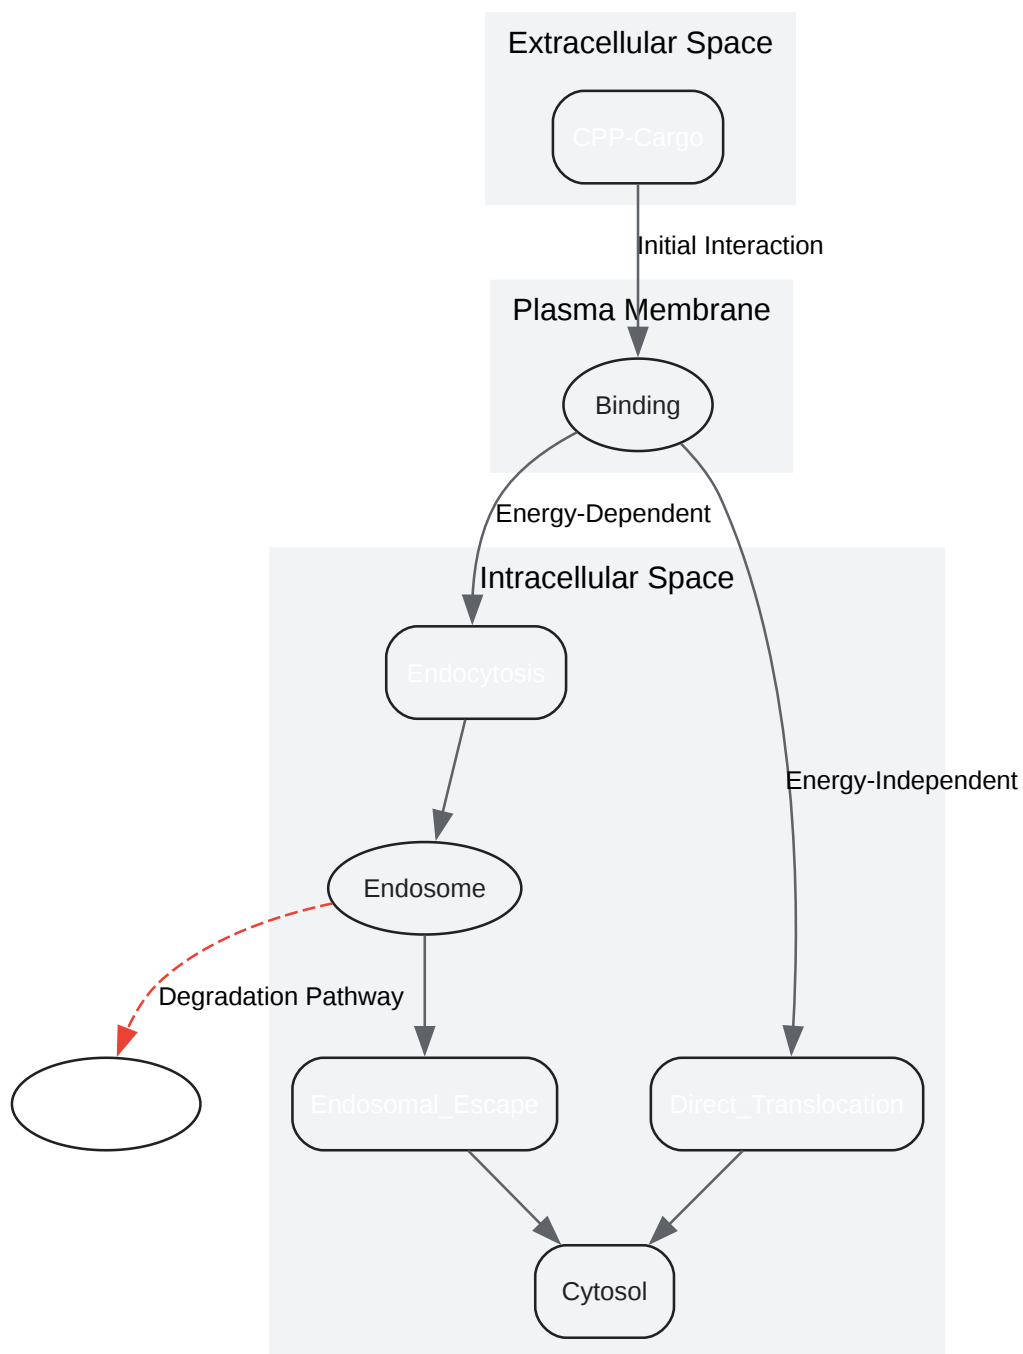 Extracellular Space
CPP-Cargo
Initial Interaction
Plasma Membrane
Binding
Energy-Dependent
Intracellular Space
Endocytosis
Energy-Independent
Endosome
Degradation Pathway
Endosomal_Escape
Direct_Translocation
Cytosol